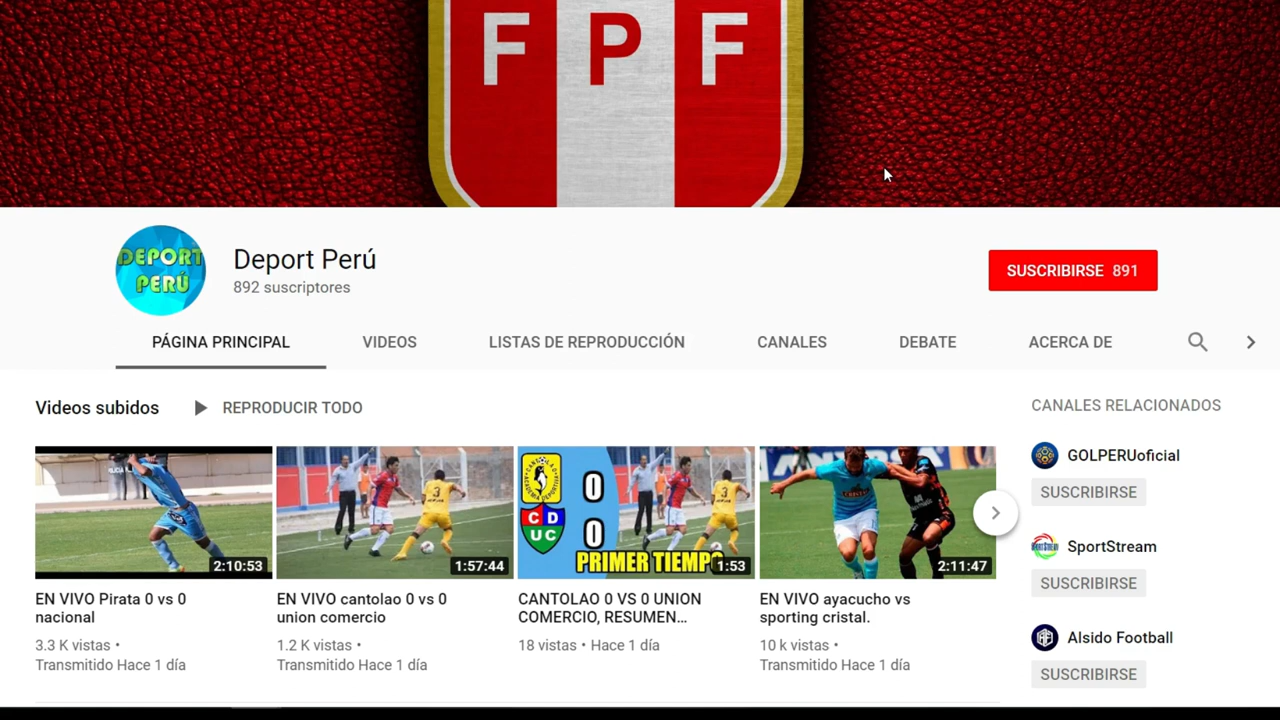 F P F
DEPORT
PERÚ
Deport Perú
892 suscriptores
SUSCRIBIRSE 891
PÁGINA PRINCIPAL
VIDEOS
LISTAS DE REPRODUCCIÓN
CANALES
DEBATE
ACERCA DE
Videos subidos
REPRODUCIR TODO
2:10:53
EN VIVO Pirata 0 vs 0
nacional
3.3 K vistas •
Transmitido Hace 1 día
3
1:57:44
EN VIVO cantolao 0 vs 0
union comercio
1.2 K vistas •
Transmitido Hace 1 día
0
C D
U C
0
3
PRIMER TIEMPO
1:53
CANTOLAO 0 VS 0 UNION
COMERCIO, RESUMEN...
18 vistas • Hace 1 día
2:11:47
EN VIVO ayacucho vs
sporting cristal.
10 k vistas •
Transmitido Hace 1 día
CANALES RELACIONADOS
GOLPERUoficial
SUSCRIBIRSE
SportStream
SUSCRIBIRSE
Alsido Football
SUSCRIBIRSE